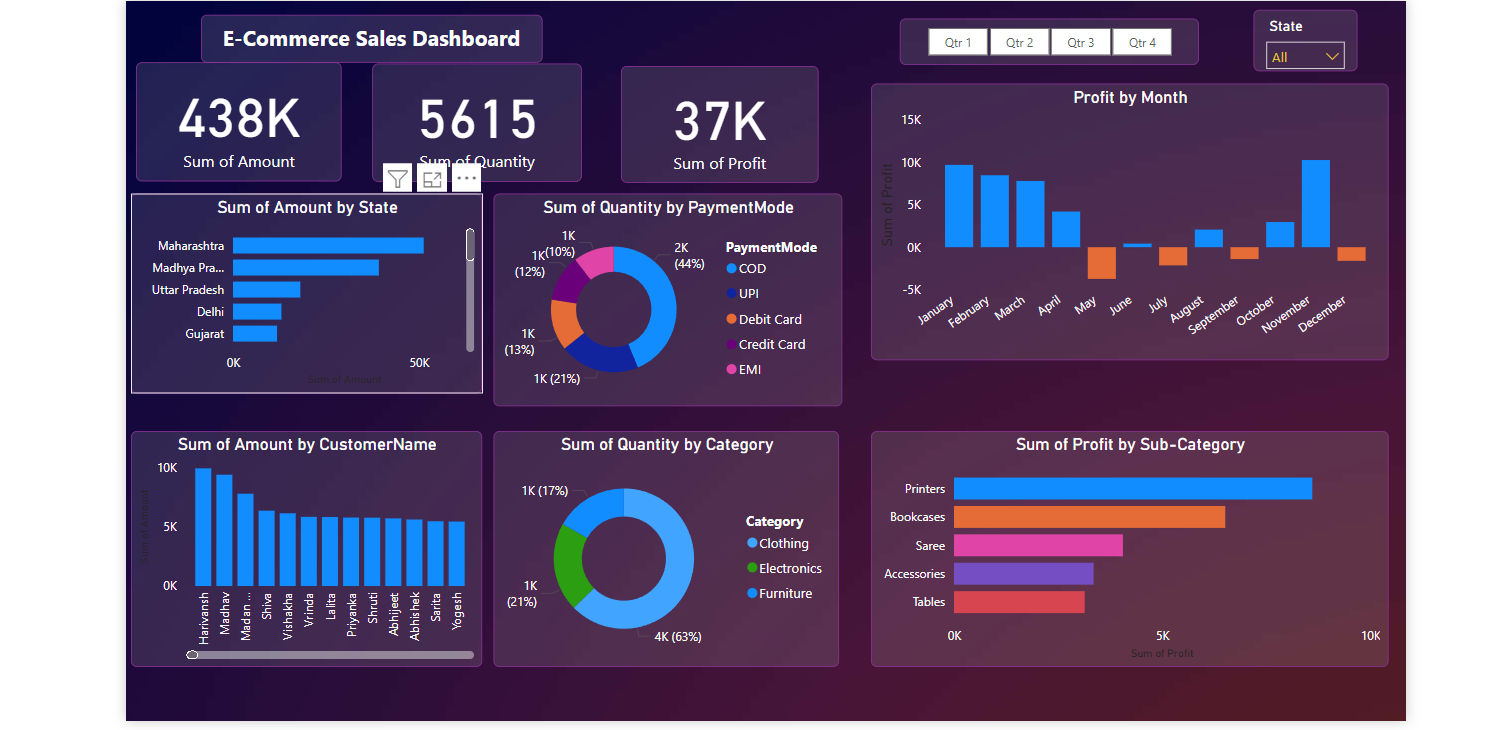 E-Commerce Sales Dashboard
Qtr 1
Qtr 2
Qtr 3
Qtr 4
State
All
438K
Sum of Amount
5615
Sum of Quantity
37K
Sum of Profit
Profit by Month
Sum of Profit
15K
10K
5K
0K
-5K
January
February
March
April
May
June
July
August
September
October
November
December
Sum of Amount by State
Maharashtra
Madhya Pra...
Uttar Pradesh
Delhi
Gujarat
0K
50K
Sum of Amount
Sum of Quantity by PaymentMode
2K
(44%)
1K (21%)
1K
(13%)
1K
(12%)
1K
(10%)
PaymentMode
COD
UPI
Debit Card
Credit Card
EMI
Sum of Amount by CustomerName
Sum of Amount
10K
5K
0K
Harivansh
Madhav
Madan ...
Shiva
Vishakha
Vrinda
Lalita
Priyanka
Shruti
Abhijeet
Abhishek
Sarita
Yogesh
Sum of Quantity by Category
1K (17%)
1K
(21%)
4K (63%)
Category
Clothing
Electronics
Furniture
Sum of Profit by Sub-Category
Printers
Bookcases
Saree
Accessories
Tables
0K
5K
10K
Sum of Profit